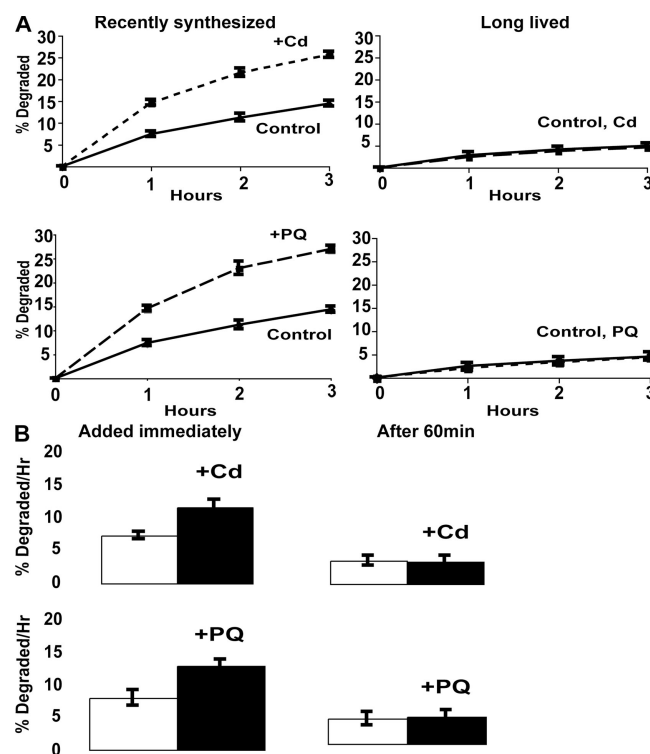 A
Recently synthesized
Long lived
% Degraded
30
25
20
15
10
5
+Cd
Control
0 1 2 3
Hours
30
25
20
15
10
5
Control, Cd
0 1 2 3
Hours
% Degraded
30
25
20
15
10
5
+PQ
Control
0 1 2 3
Hours
30
25
20
15
10
5
Control, PQ
0 1 2 3
Hours
B
Added immediately
After 60min
% Degraded/Hr
20
15
10
5
0
+Cd
+Cd
% Degraded/Hr
20
15
10
5
0
+PQ
+PQ